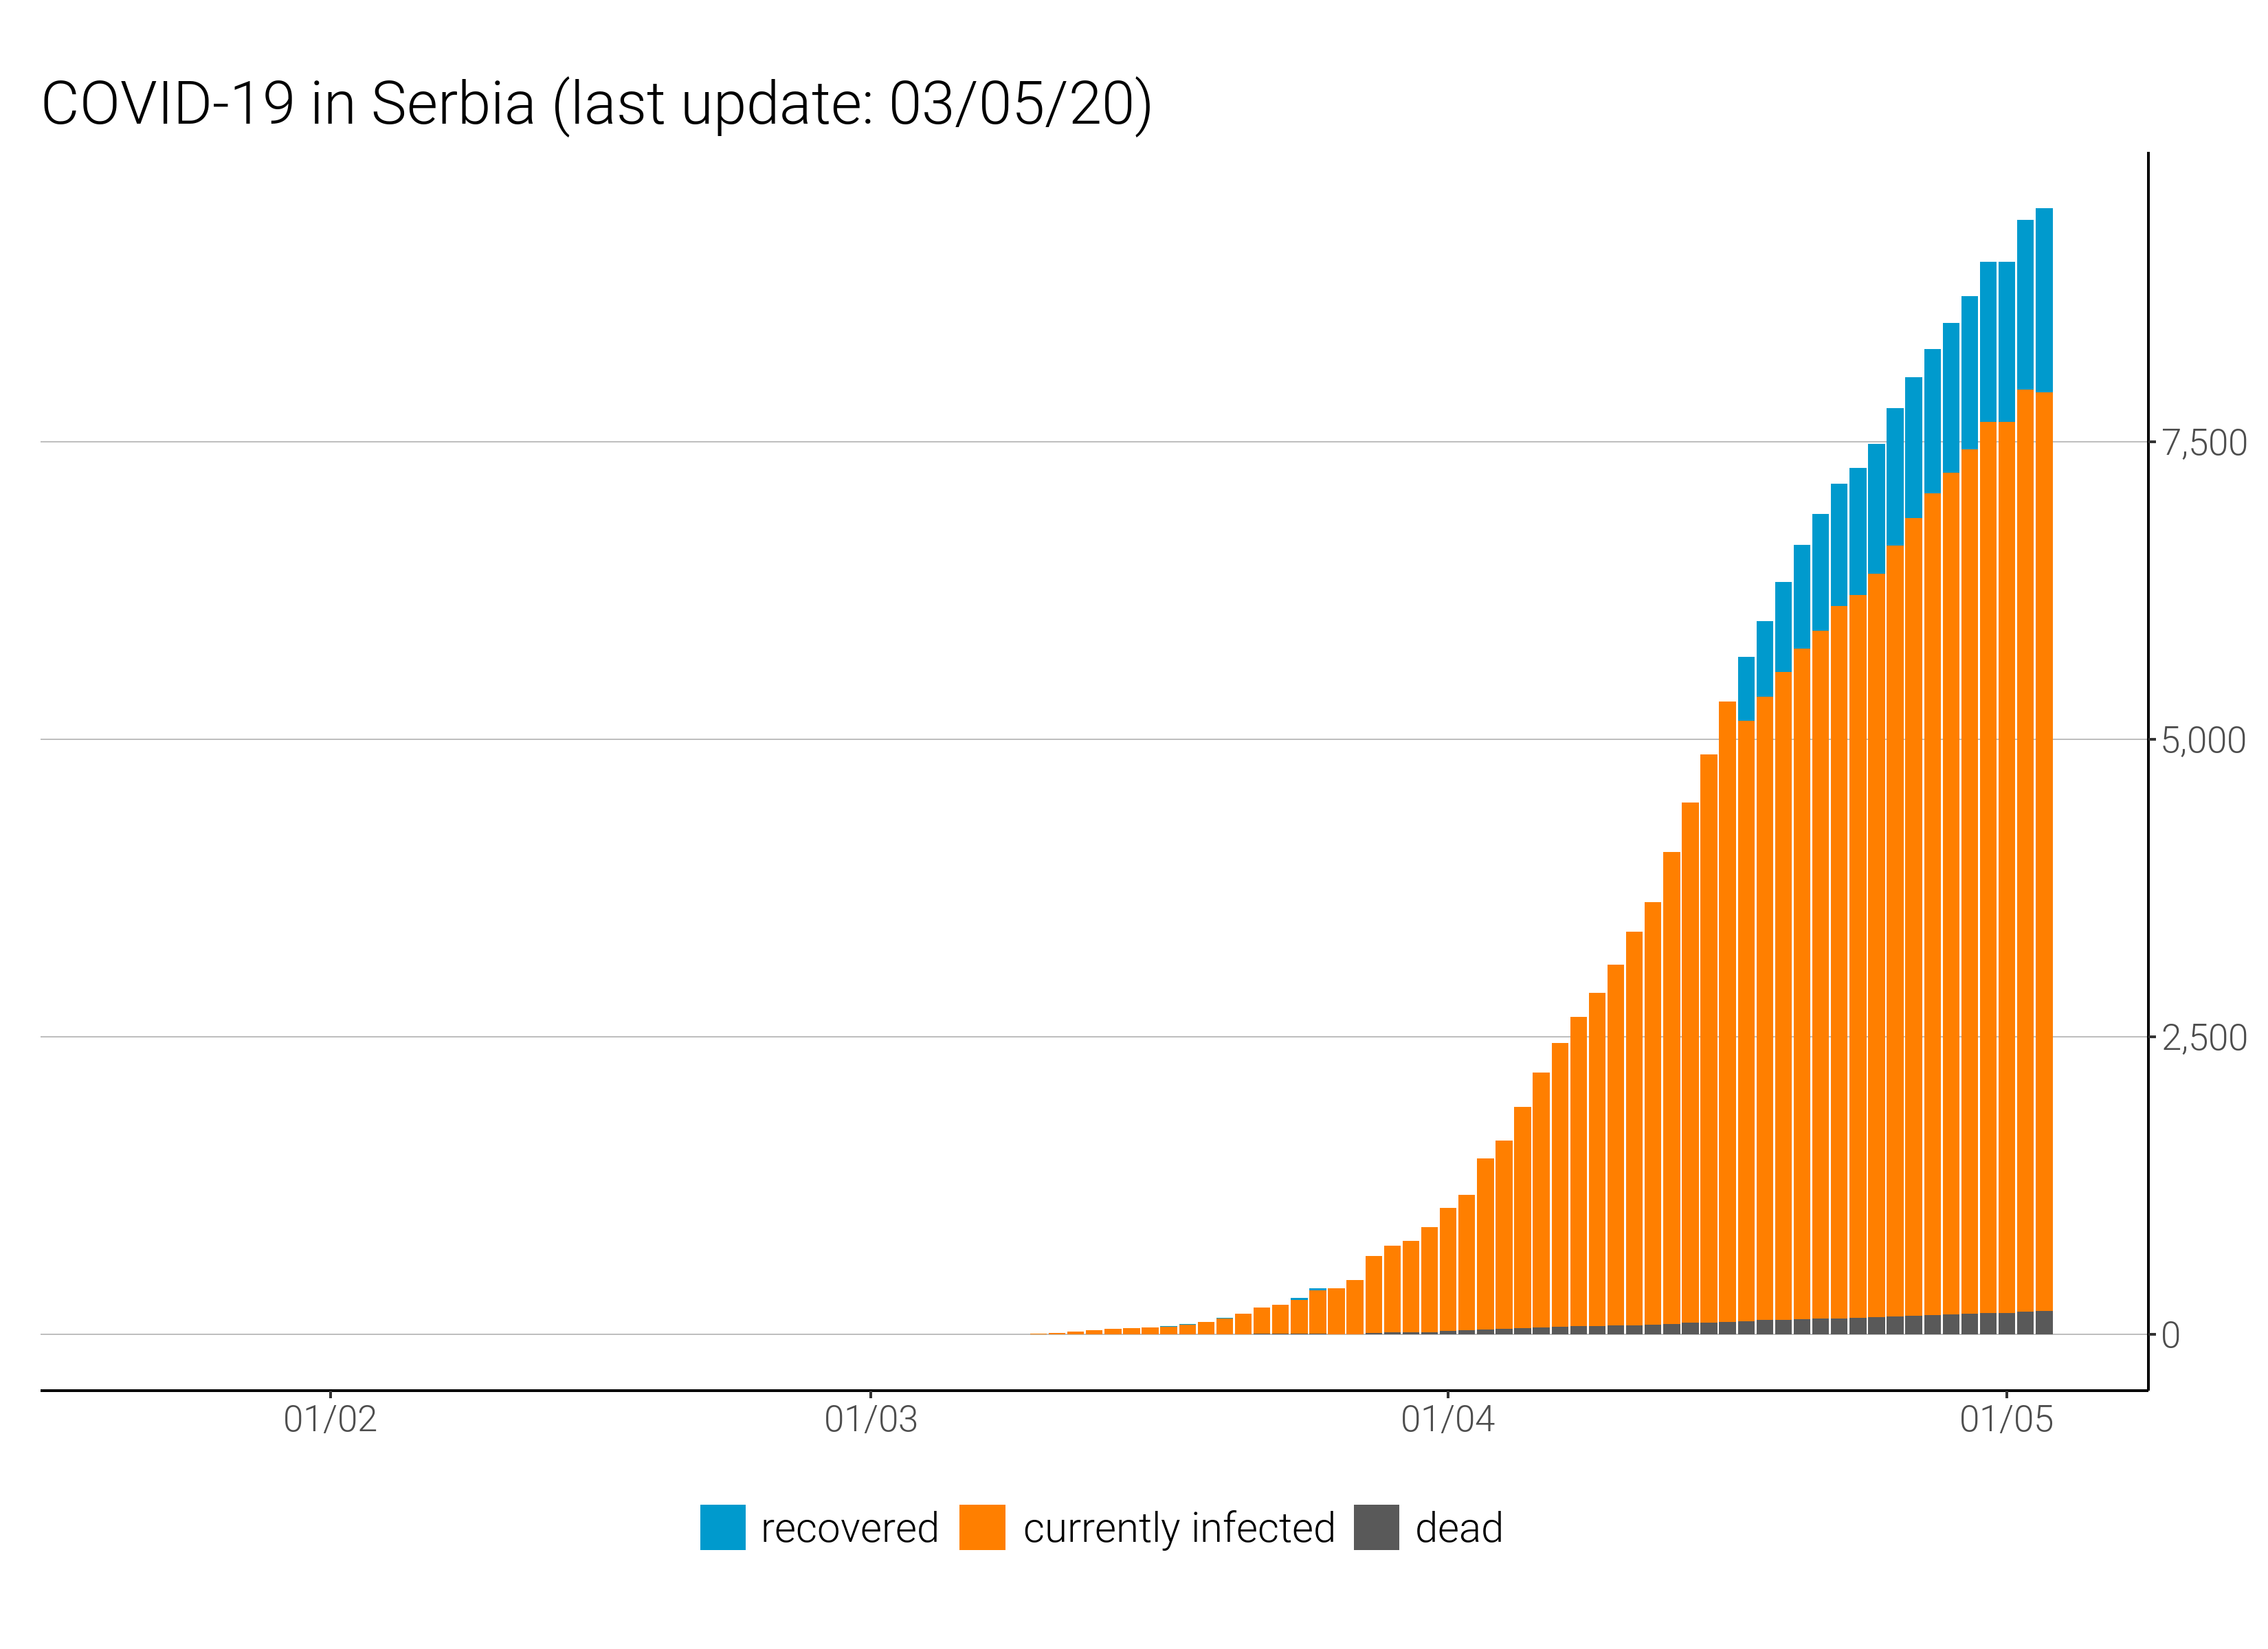 COVID-19 in Serbia (last update: 03/05/20)
7,500
5,000
2,500
0
01/02 01/03 01/04 01/05
recovered currently infected dead